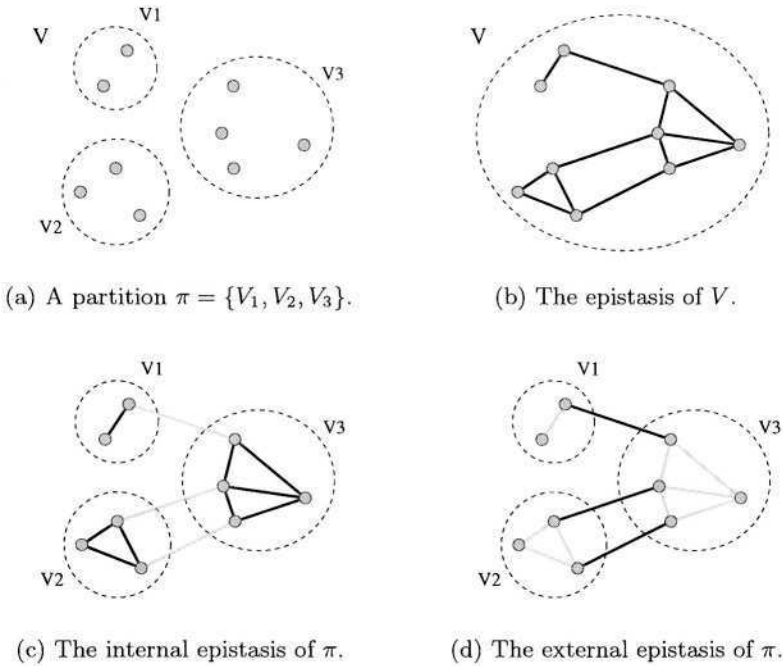 V1
V
V3
V2
(a) A partition π = {V₁, V₂, V₃}.
V
(b) The epistasis of V.
V1
V3
V2
(c) The internal epistasis of π.
V1
V3
V2
(d) The external epistasis of π.